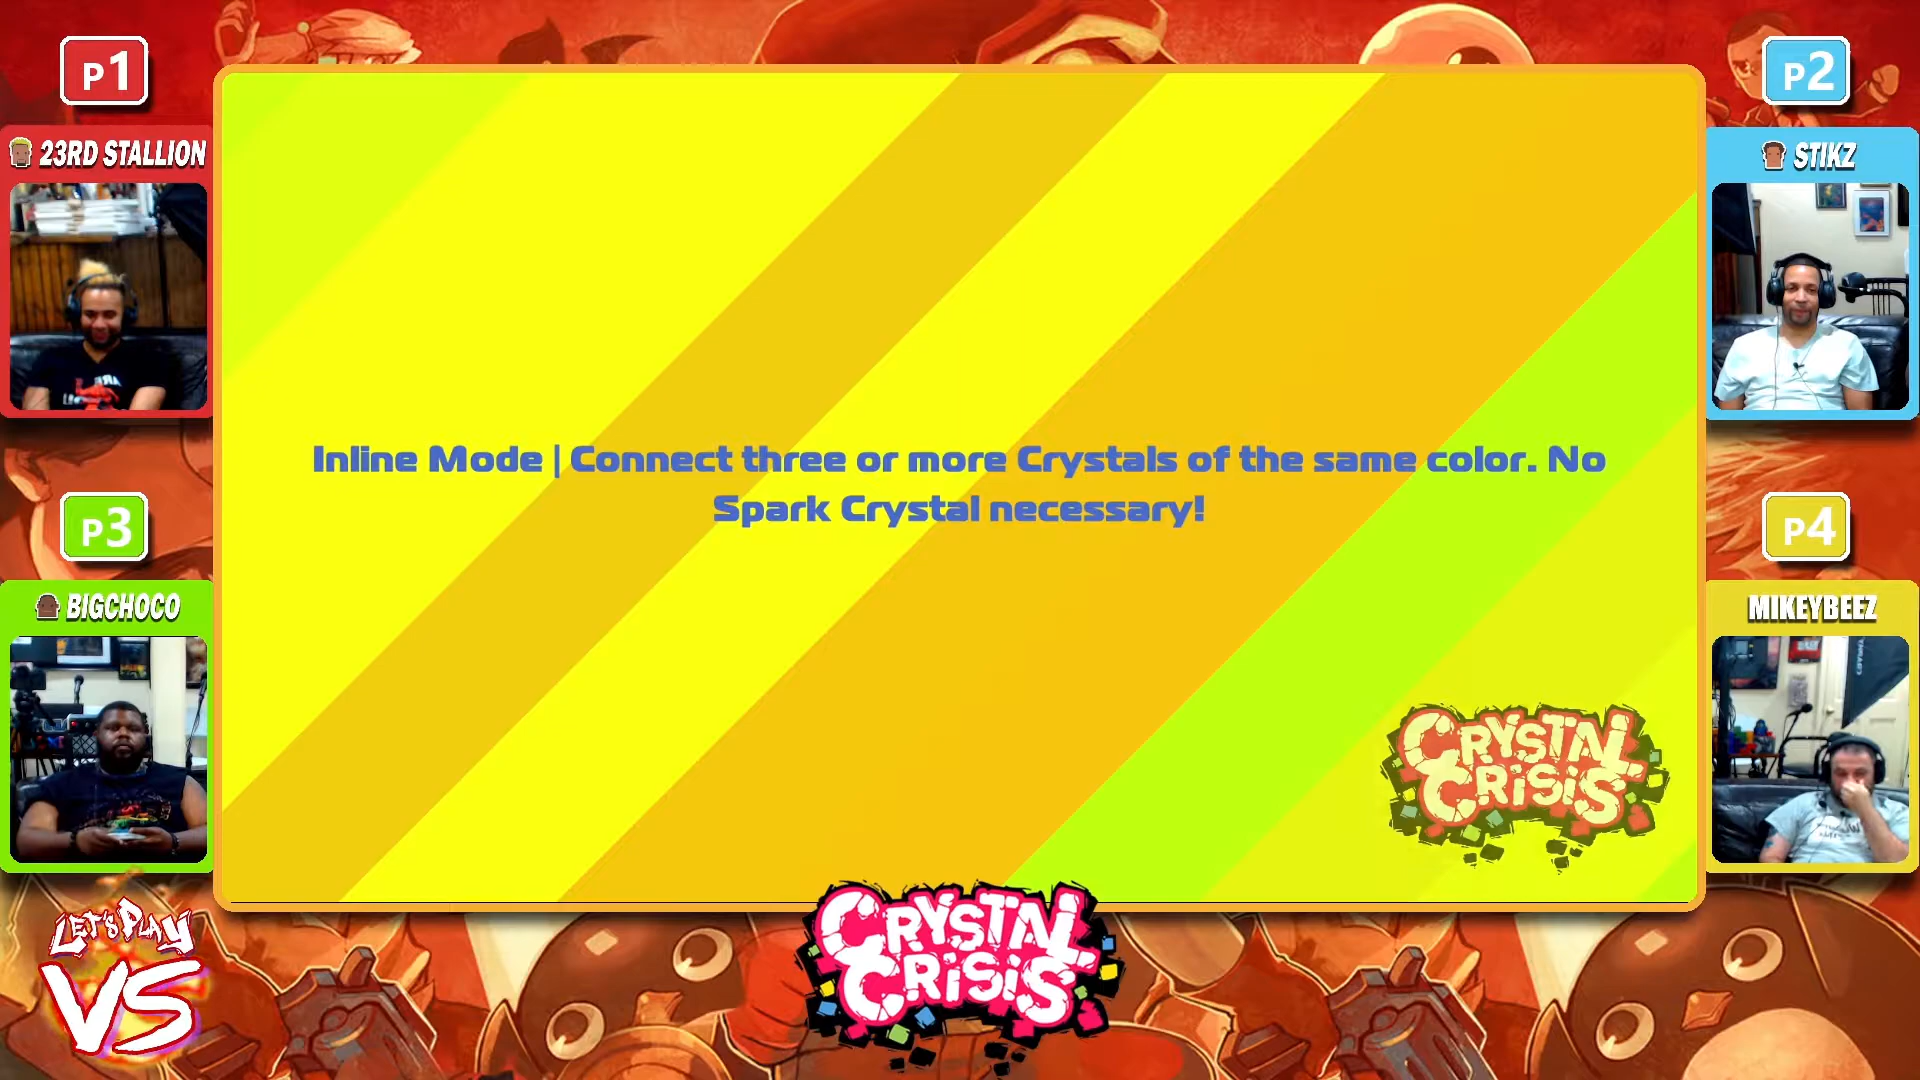 P1
P2
23RD STALLION
STIKZ
Inline Mode | Connect three or more Crystals of the same color. No
Spark Crystal necessary!
P3
P4
BIGCHOCO
MIKEYBEEZ
CRYSTAL
CRISIS
LET'S PLAY
VS
CRYSTAL
CRISIS